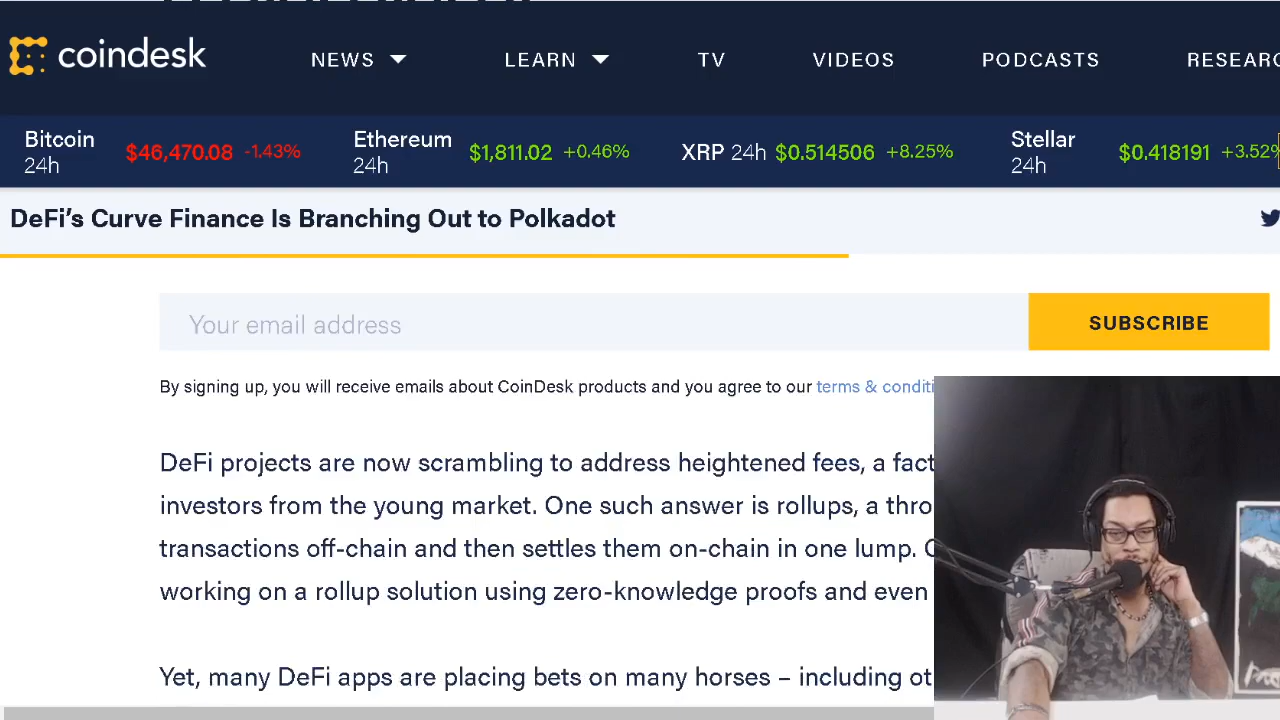 coindesk NEWS LEARN TV VIDEOS PODCASTS
Bitcoin 24h $46,470.08 -1.43% Ethereum 24h $1,811.02 +0.46% XRP 24h $0.514506 +8.25% Stellar 24h $0.418191 +3.52%
DeFi's Curve Finance Is Branching Out to Polkadot
Your email address SUBSCRIBE
By signing up, you will receive emails about CoinDesk products and you agree to our terms &
DeFi projects are now scrambling to address heightened fees, a
investors from the young market. One such answer is rollups, a
transactions off-chain and then settles them on-chain in one lump.
working on a rollup solution using zero-knowledge proofs and even
Yet, many DeFi apps are placing bets on many horses – including